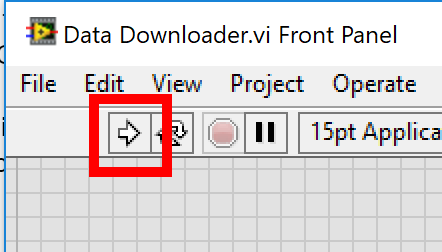 Data Downloader.vi Front Panel
File Edit View Project Operate
15pt Applica